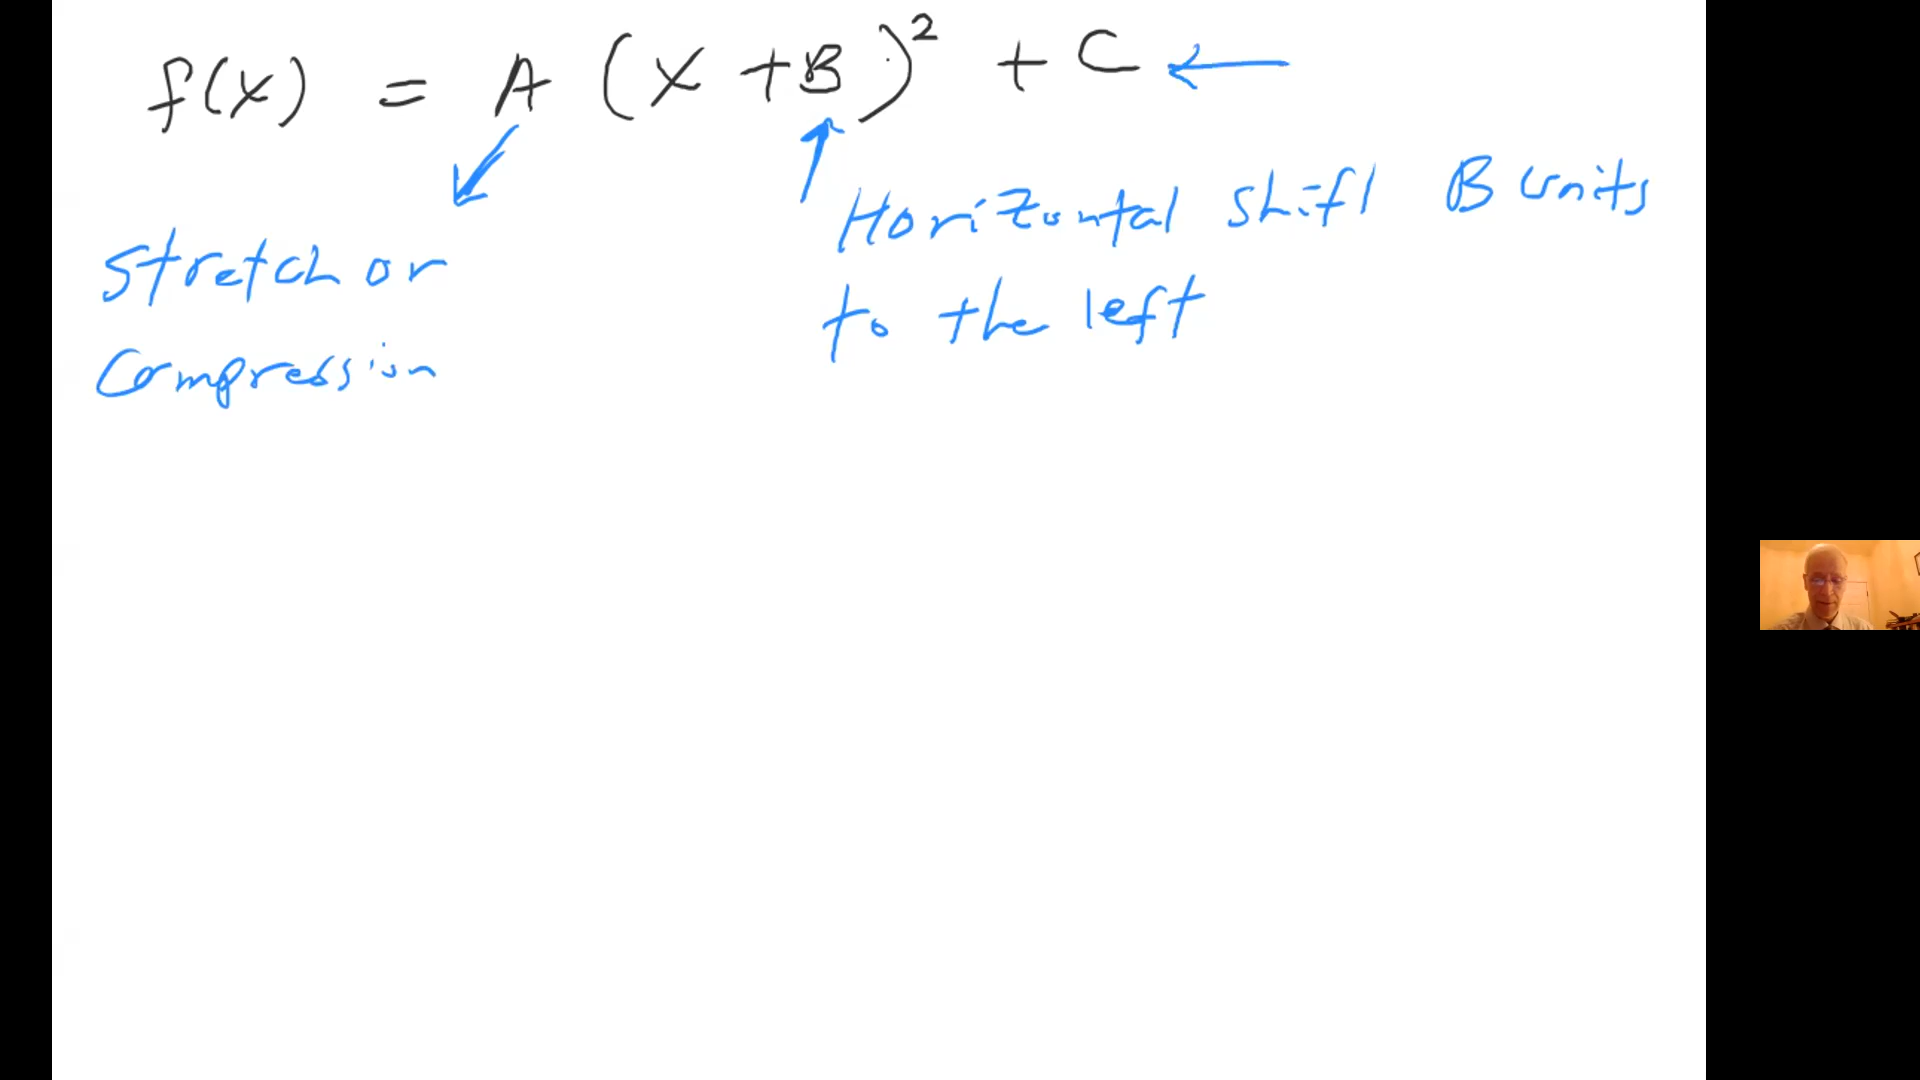 f(x) = A (x + B)² + C ←
Horizontal shift B units
to the left
stretch or
Compression